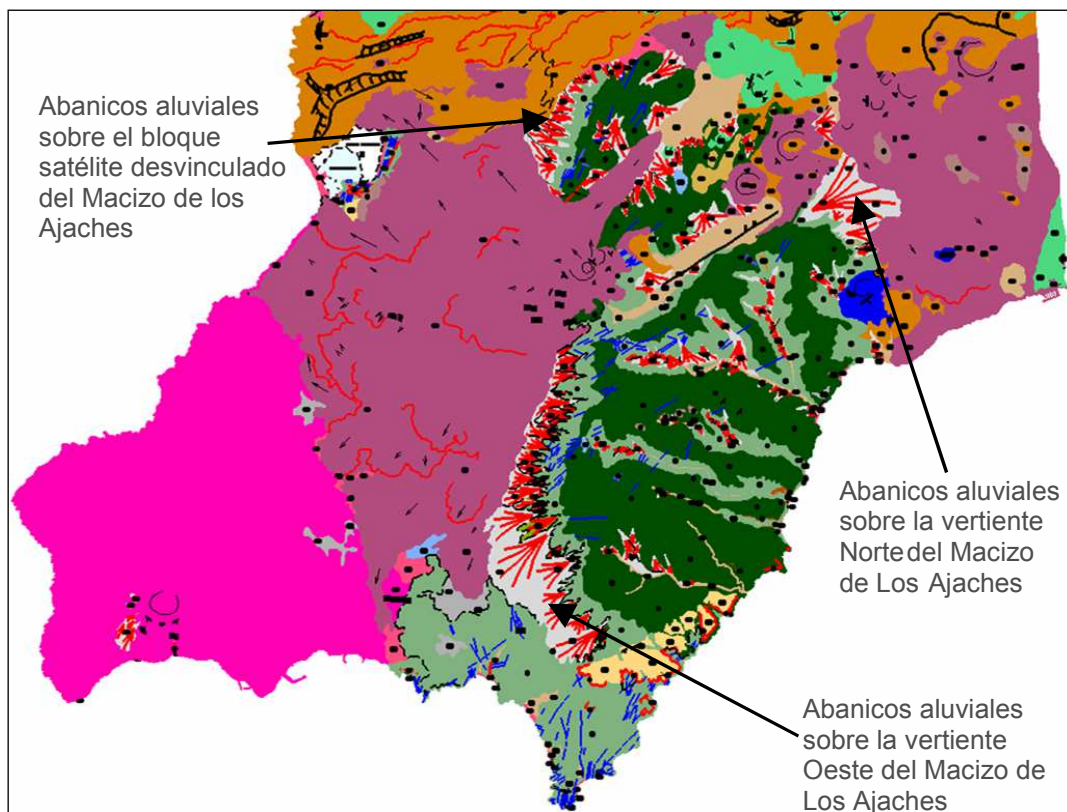 Abanicos aluviales
sobre el bloque
satélite desvinculado
del Macizo de los
Ajaches
Abanicos aluviales
sobre la vertiente
Norte del Macizo
de Los Ajaches
Abanicos aluviales
sobre la vertiente
Oeste del Macizo de
Los Ajaches